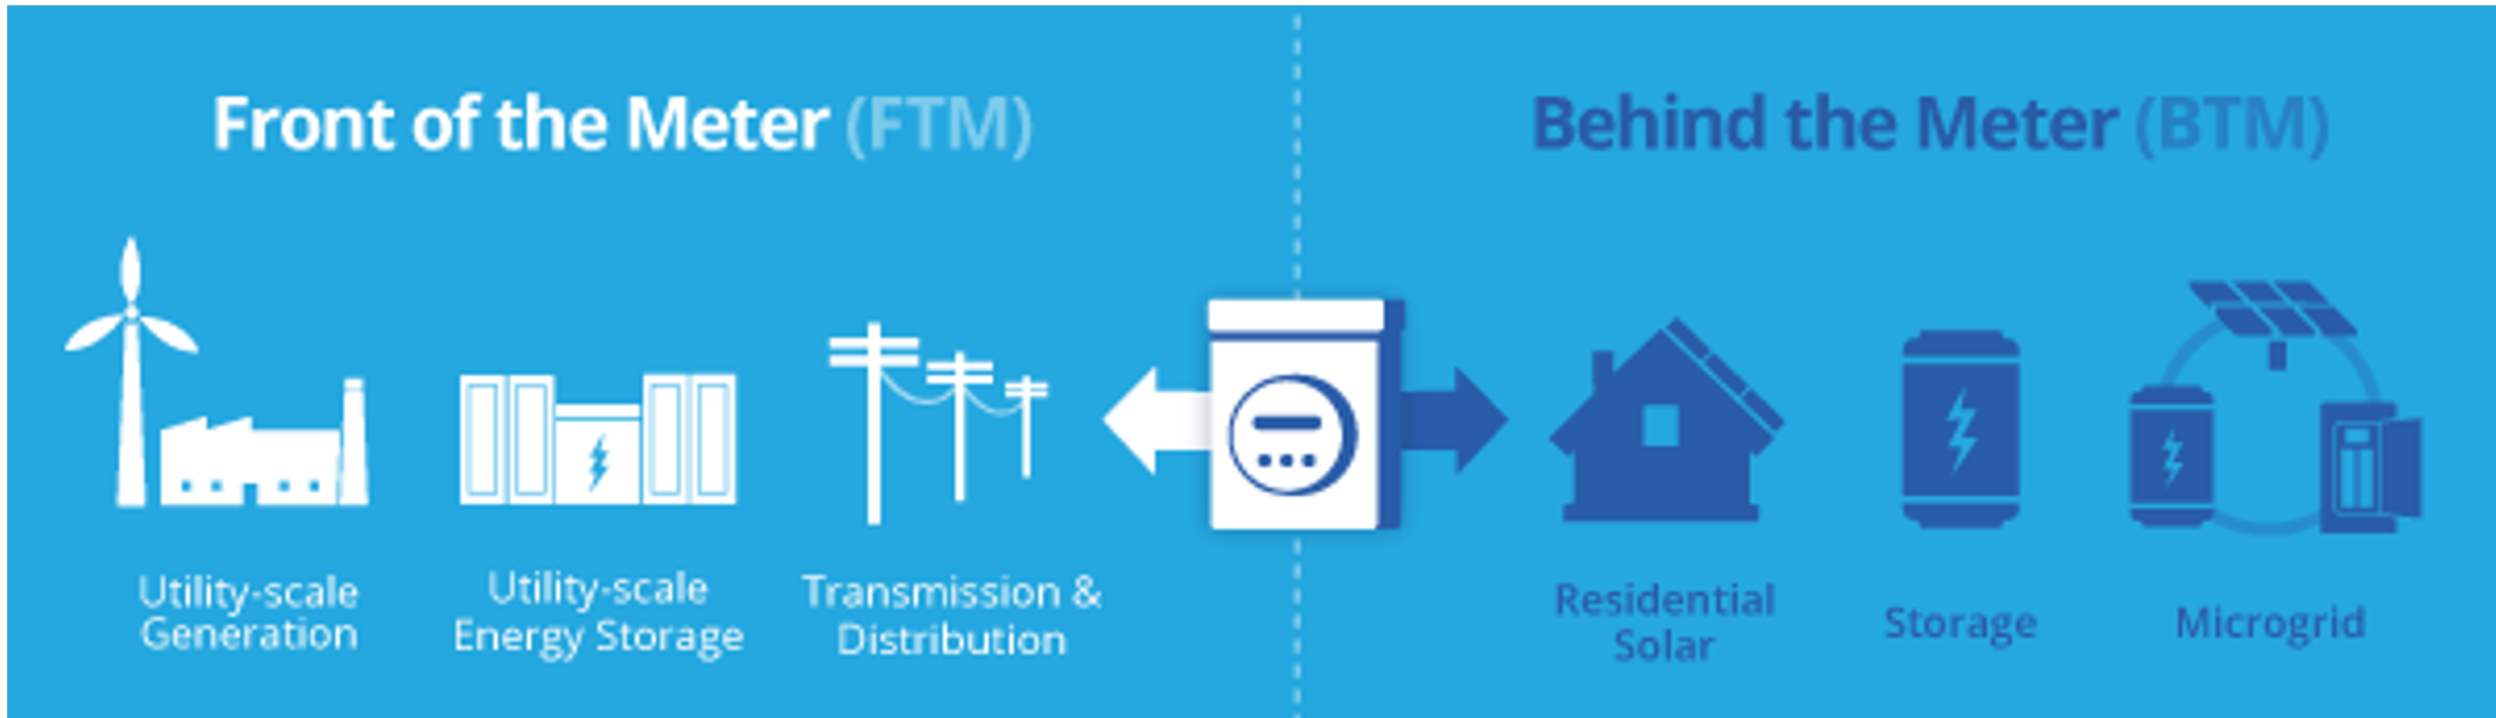 Front of the Meter (FTM)
Behind the Meter (BTM)
Utility-scale
Generation
Utility-scale
Energy Storage
Transmission &
Distribution
Residential
Solar
Storage
Microgrid